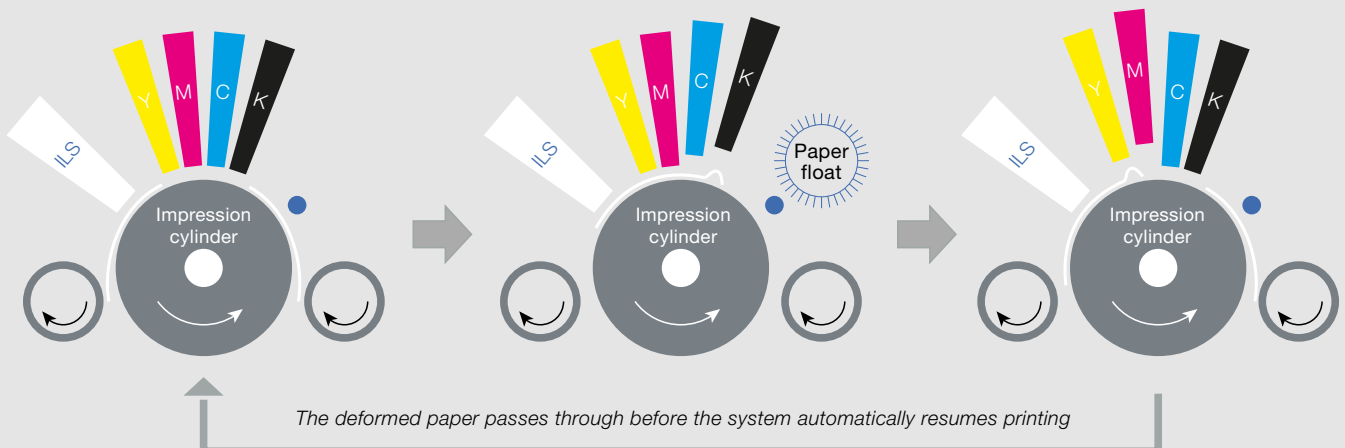 Y M C K
ILS
Impression
cylinder
Y M C K
ILS
Paper
float
Impression
cylinder
Y M C K
ILS
Impression
cylinder
The deformed paper passes through before the system automatically resumes printing